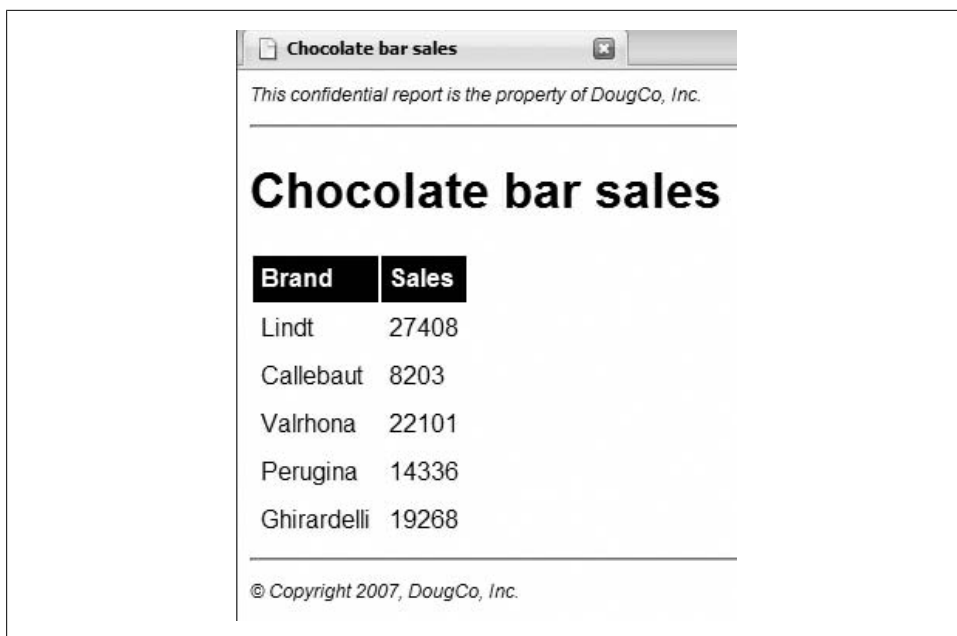 Chocolate bar sales
This confidential report is the property of DougCo, Inc.
Chocolate bar sales
Brand Sales
Lindt 27408
Callebaut 8203
Valrhona 22101
Perugina 14336
Ghirardelli 19268
© Copyright 2007, DougCo, Inc.